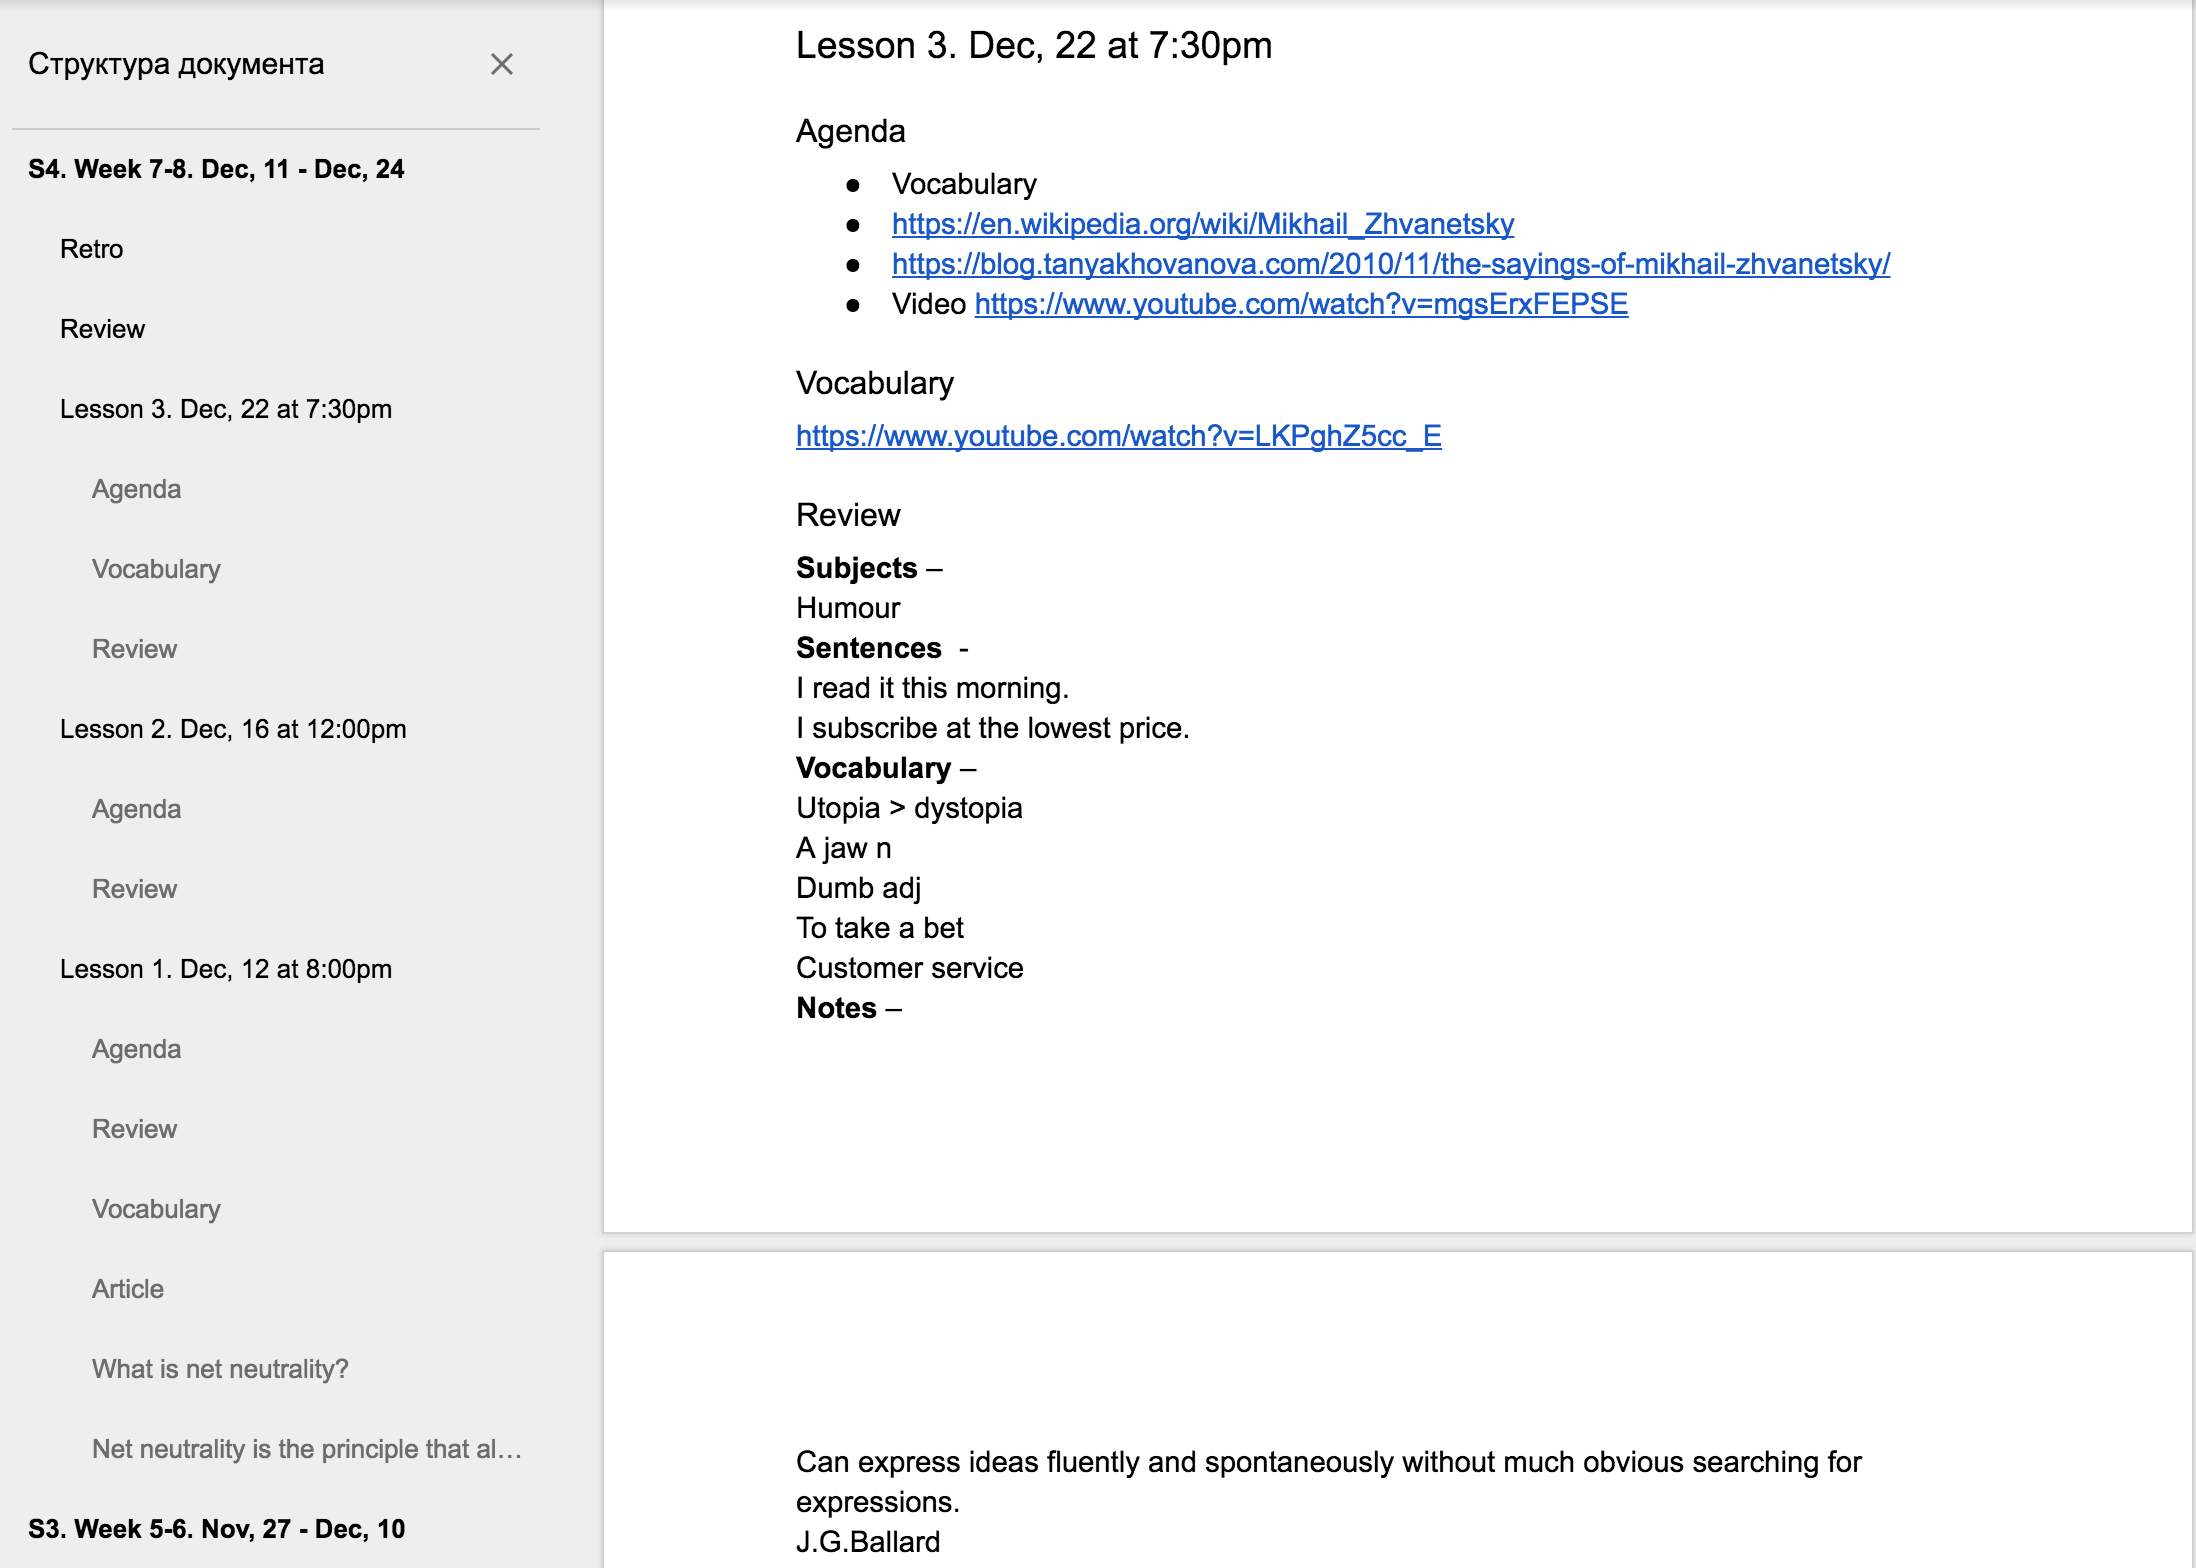 Структура документа
S4. Week 7-8. Dec, 11 - Dec, 24
Retro
Review
Lesson 3. Dec, 22 at 7:30pm
Agenda
Vocabulary
Review
Lesson 2. Dec, 16 at 12:00pm
Agenda
Review
Lesson 1. Dec, 12 at 8:00pm
Agenda
Review
Vocabulary
Article
What is net neutrality?
Net neutrality is the principle that al…
S3. Week 5-6. Nov, 27 - Dec, 10
Lesson 3. Dec, 22 at 7:30pm
Agenda
● Vocabulary
● https://en.wikipedia.org/wiki/Mikhail_Zhvanetsky
● https://blog.tanyakhovanova.com/2010/11/the-sayings-of-mikhail-zhvanetsky/
● Video https://www.youtube.com/watch?v=mgsErxFEPSE
Vocabulary
https://www.youtube.com/watch?v=LKPghZ5cc_E
Review
Subjects –
Humour
Sentences  -
I read it this morning.
I subscribe at the lowest price.
Vocabulary –
Utopia > dystopia
A jaw n
Dumb adj
To take a bet
Customer service
Notes –
Can express ideas fluently and spontaneously without much obvious searching for
expressions.
J.G.Ballard